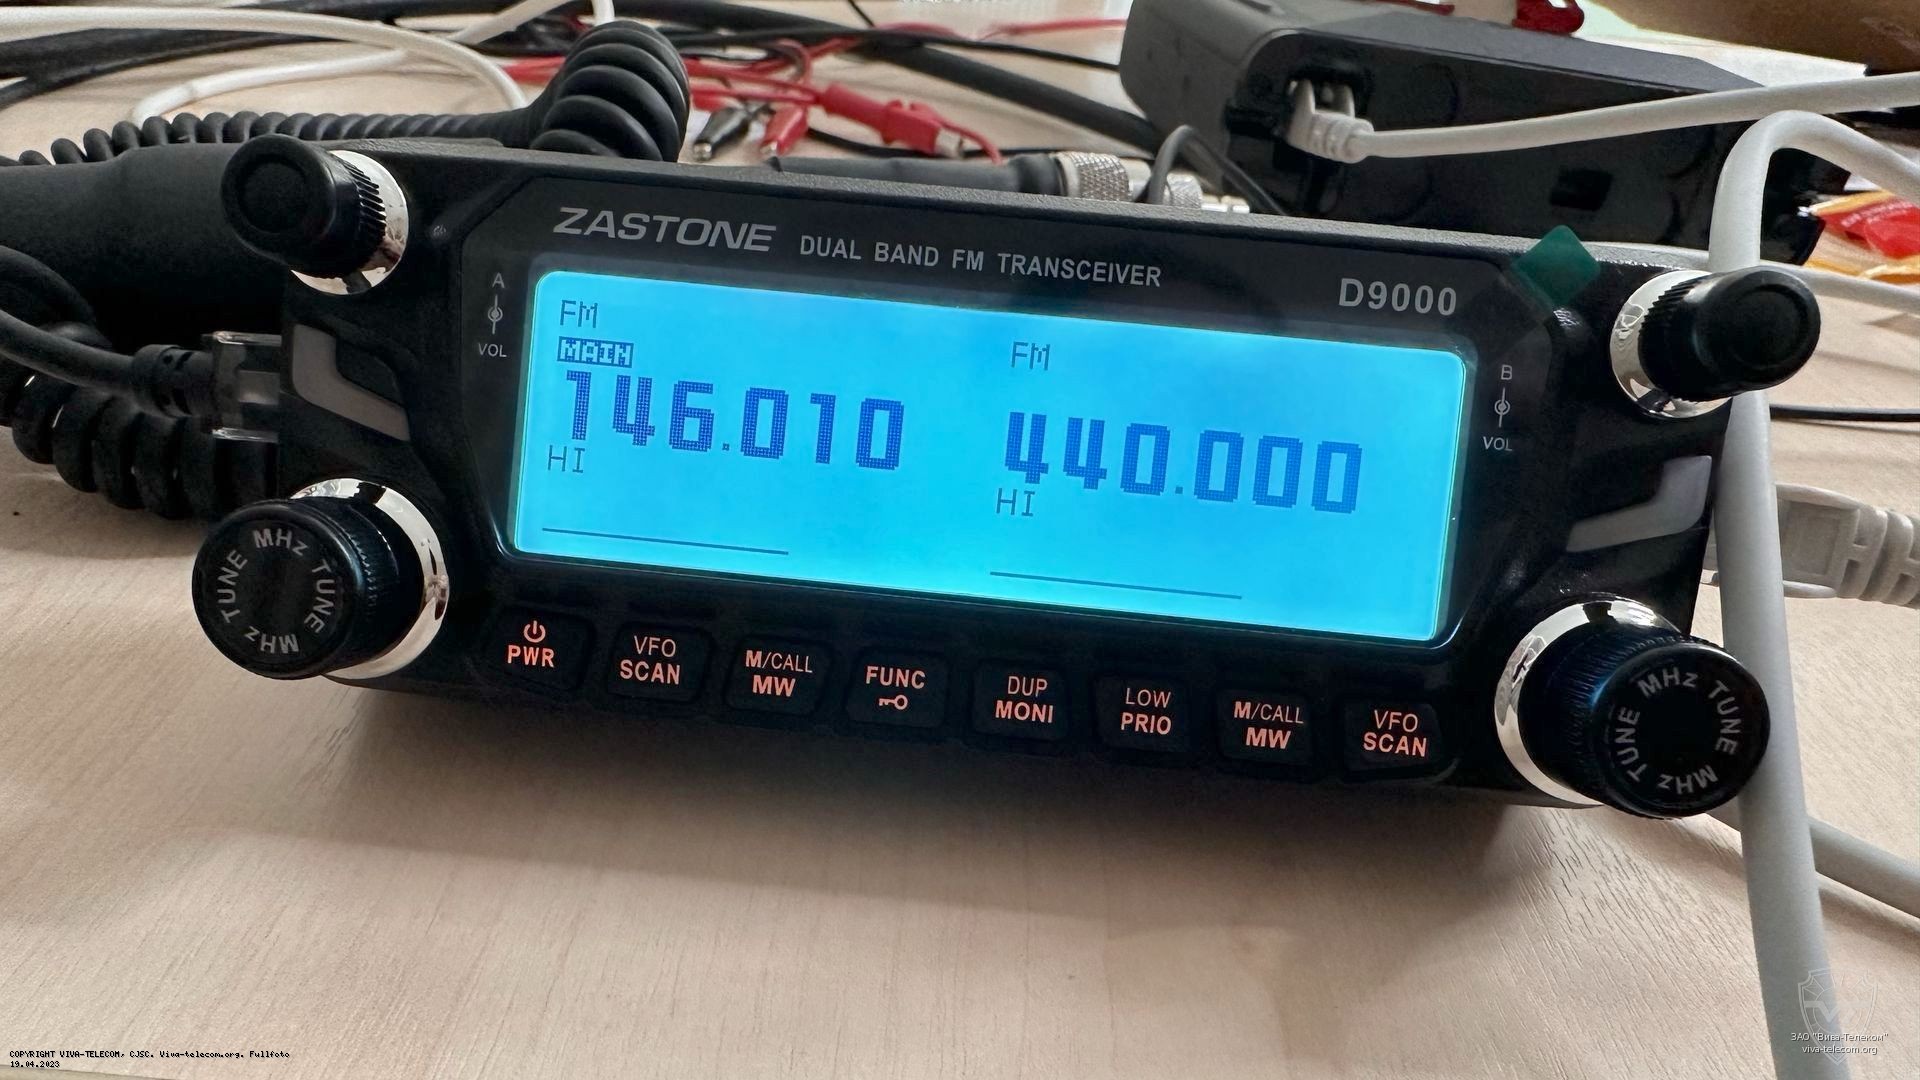 ZASTONE DUAL BAND FM TRANSCEIVER D9000
A
VOL
B
VOL
FM
MAIN
146.010
HI
FM
440.000
HI
MHz TUNE MHz TUNE
MHz TUNE MHz TUNE
PWR
VFO
SCAN
M/CALL
MW
FUNC
DUP
MONI
LOW
PRIO
M/CALL
MW
VFO
SCAN
COPYRIGHT VIVA-TELECOM, CJSC. Viva-telecom.org. Fullfoto
19.04.2023
ЗАО "Вива-Телеком"
viva-telecom.org